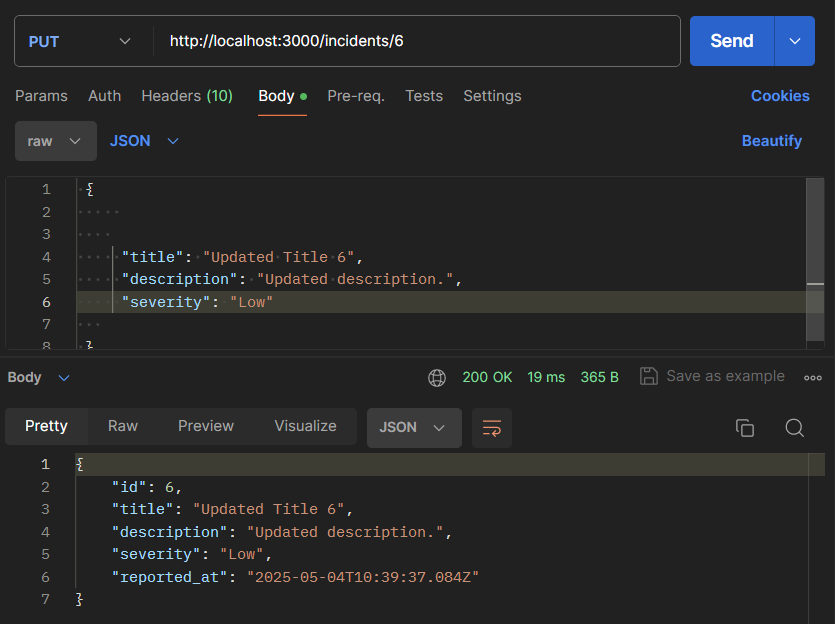 PUT http://localhost:3000/incidents/6 Send
Params Auth Headers (10) Body Pre-req. Tests Settings Cookies
raw JSON Beautify
1 {
2
3
4 "title": "Updated Title 6",
5 "description": "Updated description.",
6 "severity": "Low"
7
8 }
Body 200 OK 19 ms 365 B Save as example
Pretty Raw Preview Visualize JSON
1 {
2 "id": 6,
3 "title": "Updated Title 6",
4 "description": "Updated description.",
5 "severity": "Low",
6 "reported_at": "2025-05-04T10:39:37.084Z"
7 }